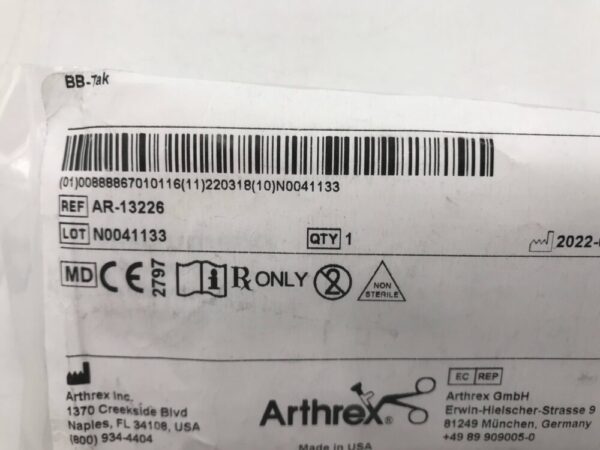 BB-Tak
(01)00888867010116(11)220318(10)N0041133
REF AR-13226
LOT N0041133
QTY 1
2022-
MD CE 2797 i Rx ONLY 2 NON STERILE
Arthrex Inc.
1370 Creekside Blvd
Naples, FL 34108, USA
(800) 934-4404
Arthrex®
Made in USA
EC REP
Arthrex GmbH
Erwin-Hielscher-Strasse 9
81249 München, Germany
+49 89 909005-0